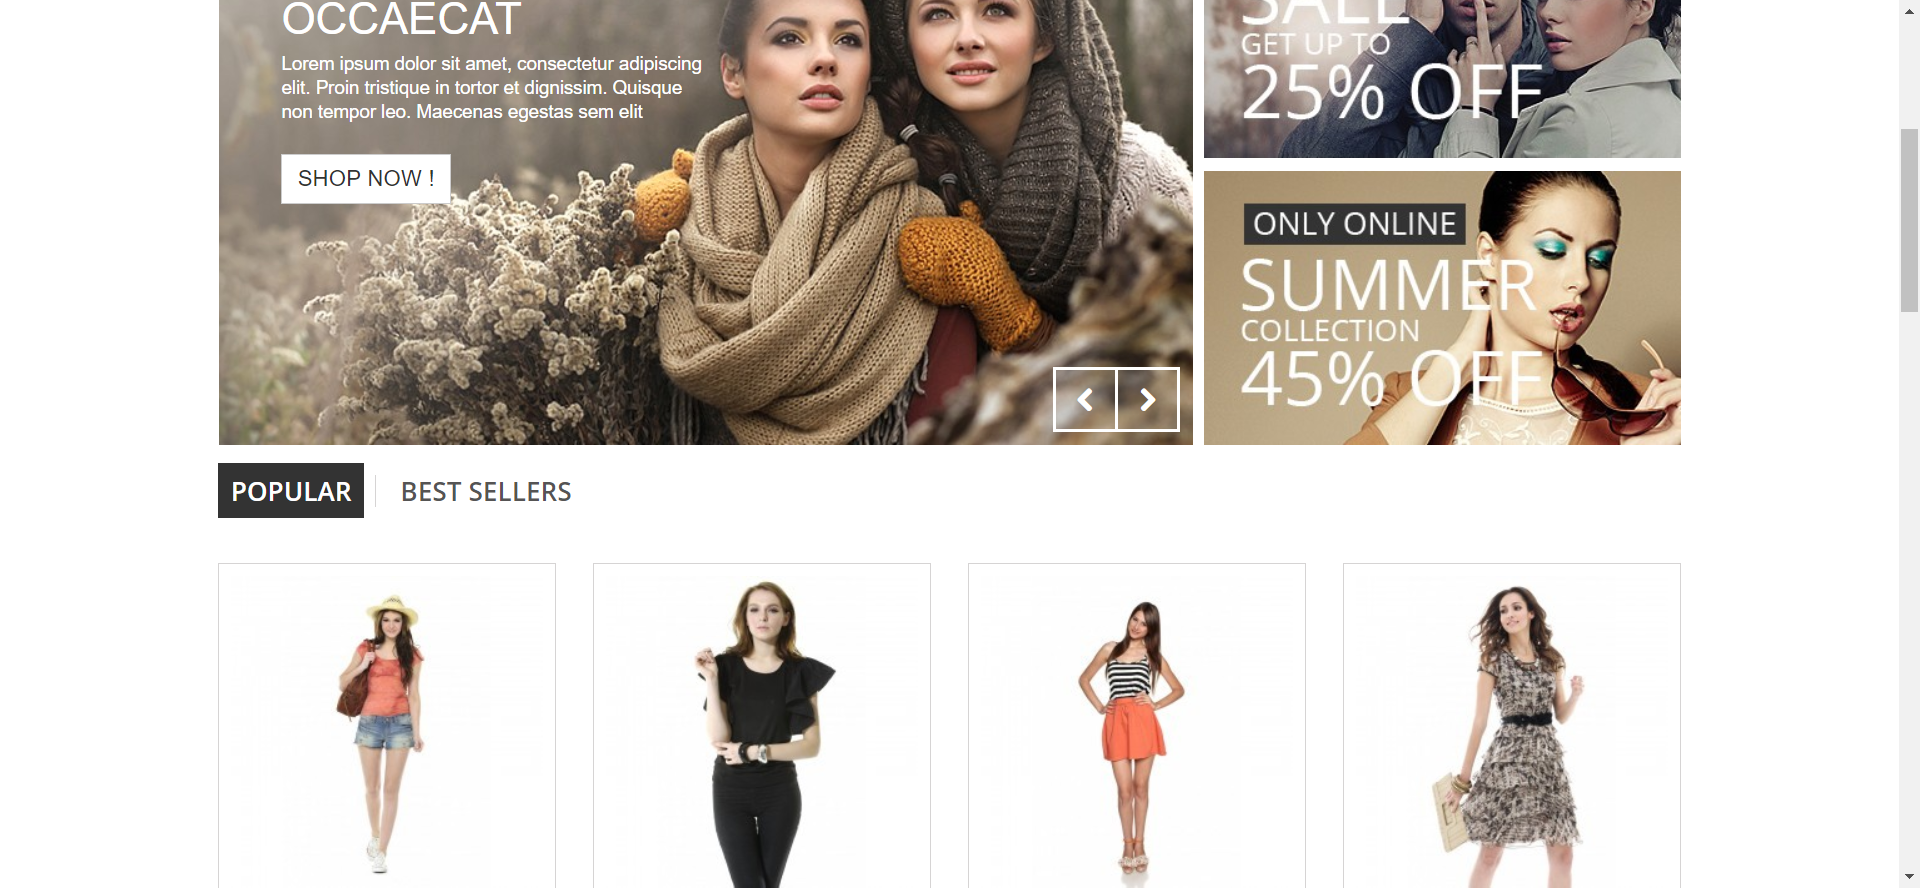 OCCAECAT
Lorem ipsum dolor sit amet, consectetur adipiscing
elit. Proin tristique in tortor et dignissim. Quisque
non tempor leo. Maecenas egestas sem elit
SHOP NOW !
SALE
GET UP TO
25% OFF
ONLY ONLINE
SUMMER
COLLECTION
45% OFF
POPULAR
BEST SELLERS